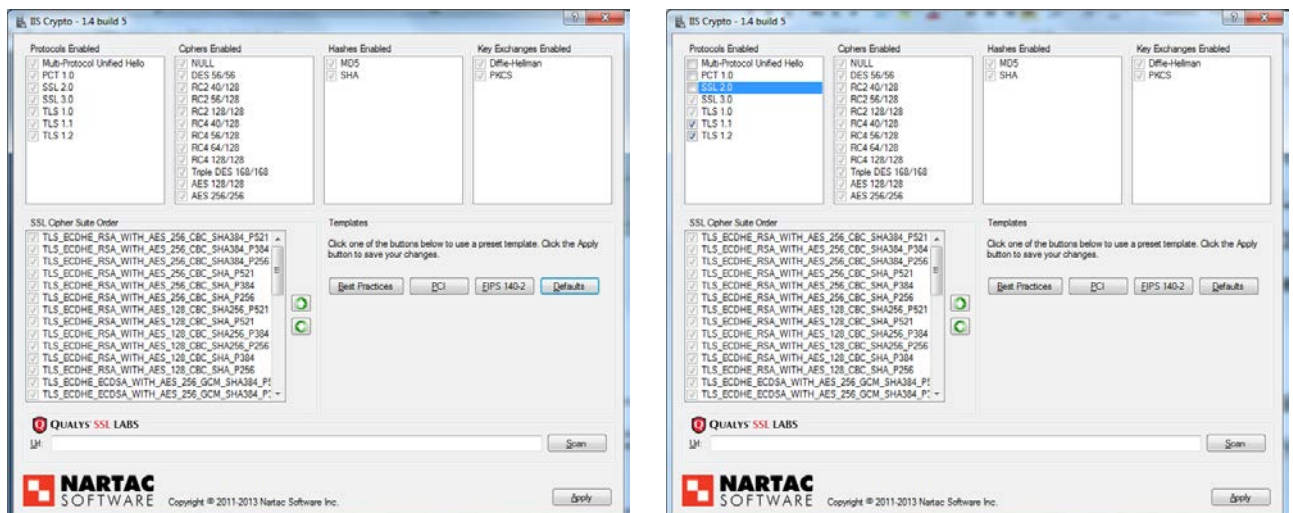 IIS Crypto - 1.4 build 5
Protocols Enabled
Multi-Protocol Unified Hello
PCT 1.0
SSL 2.0
SSL 3.0
TLS 1.0
TLS 1.1
TLS 1.2
Ciphers Enabled
NULL
DES 56/56
RC2 40/128
RC2 56/128
RC2 128/128
RC4 40/128
RC4 56/128
RC4 64/128
RC4 128/128
Triple DES 168/168
AES 128/128
AES 256/256
Hashes Enabled
MD5
SHA
Key Exchanges Enabled
Diffie-Hellman
PKCS
SSL Cipher Suite Order
TLS_ECDHE_RSA_WITH_AES_256_CBC_SHA384_P521
TLS_ECDHE_RSA_WITH_AES_256_CBC_SHA384_P384
TLS_ECDHE_RSA_WITH_AES_256_CBC_SHA384_P256
TLS_ECDHE_RSA_WITH_AES_256_CBC_SHA_P521
TLS_ECDHE_RSA_WITH_AES_256_CBC_SHA_P384
TLS_ECDHE_RSA_WITH_AES_256_CBC_SHA_P256
TLS_ECDHE_RSA_WITH_AES_128_CBC_SHA256_P521
TLS_ECDHE_RSA_WITH_AES_128_CBC_SHA_P521
TLS_ECDHE_RSA_WITH_AES_128_CBC_SHA256_P384
TLS_ECDHE_RSA_WITH_AES_128_CBC_SHA256_P256
TLS_ECDHE_RSA_WITH_AES_128_CBC_SHA_P384
TLS_ECDHE_RSA_WITH_AES_128_CBC_SHA_P256
TLS_ECDHE_ECDSA_WITH_AES_256_GCM_SHA384_P5
TLS_ECDHE_ECDSA_WITH_AES_256_GCM_SHA384_P3
Templates
Click one of the buttons below to use a preset template. Click the Apply
button to save your changes.
Best Practices
PCI
FIPS 140-2
Defaults
QUALYS' SSL LABS
Url:
Scan
NARTAC
SOFTWARE
Copyright © 2011-2013 Nartac Software Inc.
Apply
IIS Crypto - 1.4 build 5
Protocols Enabled
Multi-Protocol Unified Hello
PCT 1.0
SSL 2.0
SSL 3.0
TLS 1.0
TLS 1.1
TLS 1.2
Ciphers Enabled
NULL
DES 56/56
RC2 40/128
RC2 56/128
RC2 128/128
RC4 40/128
RC4 56/128
RC4 64/128
RC4 128/128
Triple DES 168/168
AES 128/128
AES 256/256
Hashes Enabled
MD5
SHA
Key Exchanges Enabled
Diffie-Hellman
PKCS
SSL Cipher Suite Order
TLS_ECDHE_RSA_WITH_AES_256_CBC_SHA384_P521
TLS_ECDHE_RSA_WITH_AES_256_CBC_SHA384_P384
TLS_ECDHE_RSA_WITH_AES_256_CBC_SHA384_P256
TLS_ECDHE_RSA_WITH_AES_256_CBC_SHA_P521
TLS_ECDHE_RSA_WITH_AES_256_CBC_SHA_P384
TLS_ECDHE_RSA_WITH_AES_256_CBC_SHA_P256
TLS_ECDHE_RSA_WITH_AES_128_CBC_SHA256_P521
TLS_ECDHE_RSA_WITH_AES_128_CBC_SHA_P521
TLS_ECDHE_RSA_WITH_AES_128_CBC_SHA256_P384
TLS_ECDHE_RSA_WITH_AES_128_CBC_SHA256_P256
TLS_ECDHE_RSA_WITH_AES_128_CBC_SHA_P384
TLS_ECDHE_RSA_WITH_AES_128_CBC_SHA_P256
TLS_ECDHE_ECDSA_WITH_AES_256_GCM_SHA384_P5
TLS_ECDHE_ECDSA_WITH_AES_256_GCM_SHA384_P3
Templates
Click one of the buttons below to use a preset template. Click the Apply
button to save your changes.
Best Practices
PCI
FIPS 140-2
Defaults
QUALYS' SSL LABS
Url:
Scan
NARTAC
SOFTWARE
Copyright © 2011-2013 Nartac Software Inc.
Apply